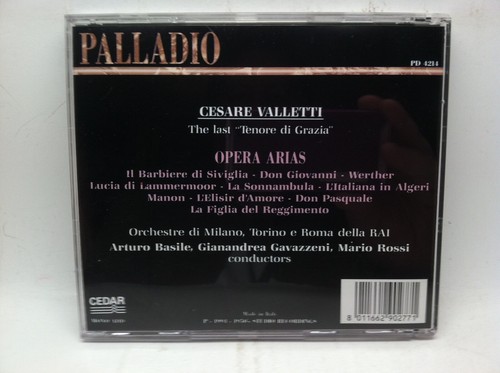 PALLADIO
PD 4214
CESARE VALLETTI
The last "Tenore di Grazia"
OPERA ARIAS
Il Barbiere di Siviglia - Don Giovanni - Werther
Lucia di Lammermoor - La Sonnambula - L'Italiana in Algeri
Manon - L'Elisir d'Amore - Don Pasquale
La Figlia del Reggimento
Orchestre di Milano, Torino e Roma della RAI
Arturo Basile, Gianandrea Gavazzeni, Mario Rossi
conductors
CEDAR
Made in Italy
8 011662 902771